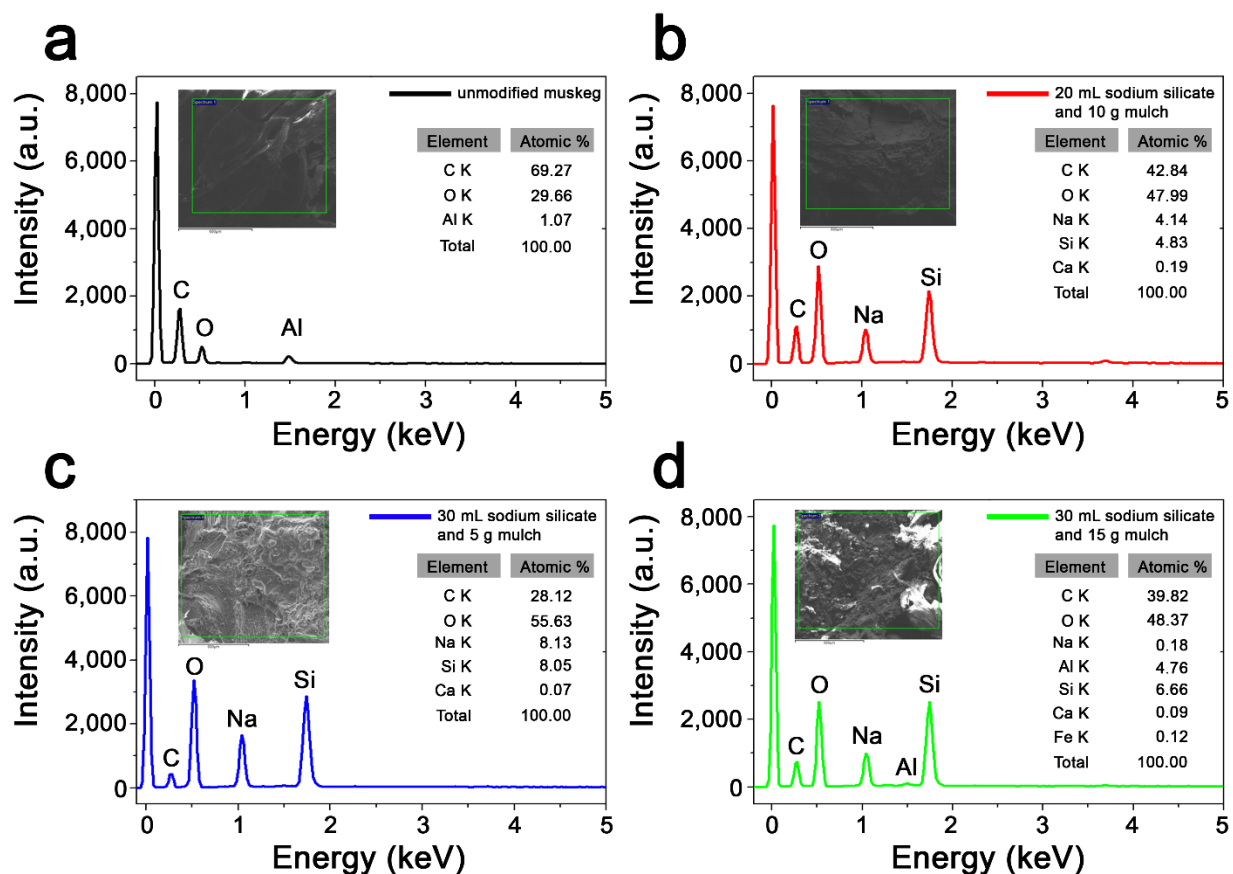 a
unmodified muskeg
Spectrum 1
Element Atomic %
C K 69.27
O K 29.66
Al K 1.07
Total 100.00
C
O
Al
8,000
6,000
4,000
2,000
0
0 1 2 3 4 5
Intensity (a.u.)
Energy (keV)
b
20 mL sodium silicate
and 10 g mulch
Spectrum 1
Element Atomic %
C K 42.84
O K 47.99
Na K 4.14
Si K 4.83
Ca K 0.19
Total 100.00
C
O
Na
Si
8,000
6,000
4,000
2,000
0
0 1 2 3 4 5
Intensity (a.u.)
Energy (keV)
c
30 mL sodium silicate
and 5 g mulch
Spectrum 1
Element Atomic %
C K 28.12
O K 55.63
Na K 8.13
Si K 8.05
Ca K 0.07
Total 100.00
C
O
Na
Si
8,000
6,000
4,000
2,000
0
0 1 2 3 4 5
Intensity (a.u.)
Energy (keV)
d
30 mL sodium silicate
and 15 g mulch
Element Atomic %
C K 39.82
O K 48.37
Na K 0.18
Al K 4.76
Si K 6.66
Ca K 0.09
Fe K 0.12
Total 100.00
C
O
Na
Al
Si
8,000
6,000
4,000
2,000
0
0 1 2 3 4 5
Intensity (a.u.)
Energy (keV)